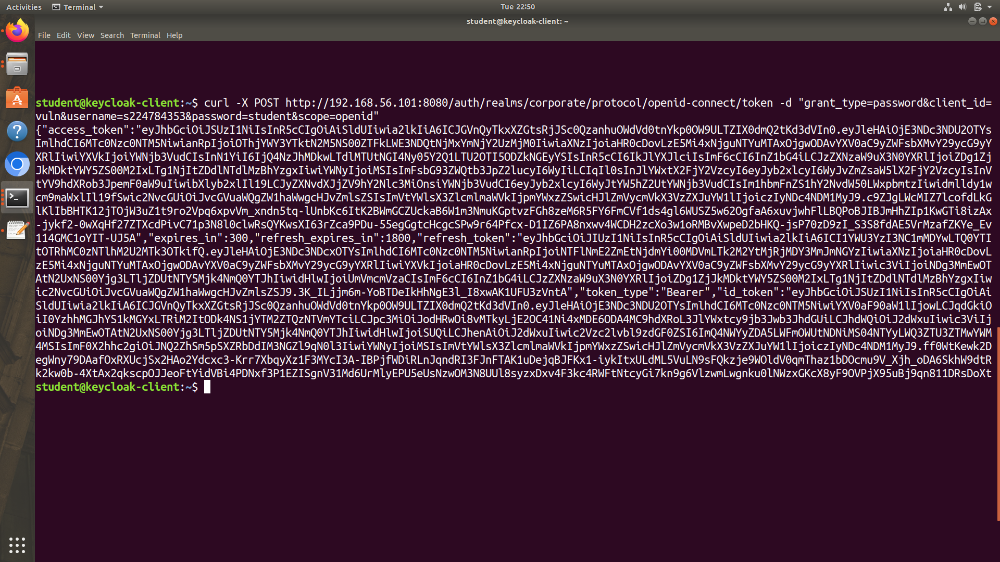 Activities Terminal Tue 22:50
student@keycloak-client: ~
File Edit View Search Terminal Help
student@keycloak-client:~$ curl -X POST http://192.168.56.101:8080/auth/realms/corporate/protocol/openid-connect/token -d "grant_type=password&client_id=
vuln&username=s224784353&password=student&scope=openid"
{"access_token":"eyJhbGciOiJSUzI1NiIsInR5cCIgOiAiSldUIiwia2lkIiA6ICJGVnQyTkxXZGtsRjJSc0QzanhuOWdVd0tnYkp0OW9ULTZIX0dmQ2tKd3dVIn0.eyJleHAiOjE3NDc3NDU2OTYs
ImlhdCI6MTc0Nzc0NTM5NiwianRpIjoiOThjYWY3YTktN2M5NS00ZTFkLWE3NDQtNjMxYmNjY2UzMjM0IiwiaXNzIjoiaHR0cDovLzE5Mi4xNjguNTYuMTAxOjgwODAvYXV0aC9yZWFsbXMvY29ycG9yY
XRlIiwiYXVkIjoiYWNjb3VudCIsInN1YiI6IjQ4NzJhMDkwLTdlMTUtNGI4Ny05Y2Q1LTU2OTI5ODZkNGEyYSIsInR5cCI6IkJlYXJlciIsImF6cCI6InZ1bG4iLCJzZXNzaW9uX3N0YXRlIjoiZDg1Zj
JkMDktYWY5ZS00M2IxLTg1NjItZDdlNTdlMzBhYzgxIiwiYWNyIjoiMSIsImFsbG93ZWQtb3JpZ2lucyI6WyIiLCIqIl0sInJlYWxtX2FjY2VzcyI6eyJyb2xlcyI6WyJvZmZsaW5lX2FjY2VzcyIsInV
tYV9hdXRob3JpemF0aW9uIiwibXlyb2xlIl19LCJyZXNvdXJjZV9hY2Nlc3MiOnsiYWNjb3VudCI6eyJyb2xlcyI6WyJtYW5hZ2UtYWNjb3VudCIsIm1hbmFnZS1hY2NvdW50LWxpbmtzIiwidmlldy1w
cm9maWxlIl19fSwic2NvcGUiOiJvcGVuaWQgZW1haWwgcHJvZmlsZSIsImVtYWlsX3ZlcmlmaWVkIjpmYWxzZSwicHJlZmVycmVkX3VzZXJuYW1lIjoiczIyNDc4NDM1MyJ9.c9ZJgLWcMIZ7lcofdLkG
lKlIbBHTK12jTOjW3uZ1t9ro2Vpq6xpvVm_xndn5tq-lUnbKc6ItK2BWmGCZUckaB6W1m3NmuKGptvzFGh8zeM6R5FY6FmCVf1ds4gl6WUSZ5w62OgfaA6xuvjwhFlLBQPoBJIBJmHhZIp1KwGTi8izAx
-jykf2-0wXqHf27ZTXcdPivC71p3N8l0clwRsQYKwsXI63rZca9PDu-55egGgtcHcgcSPw9r64Pfcx-D1IZ6PA8nxwv4WCDH2zcXo3w1oRMBvXwpeD2bHKQ-jsP70zD9zI_S3S8fdAE5VrMzafZKYe_Ev
114GMC1oYIT-UJ5A","expires_in":300,"refresh_expires_in":1800,"refresh_token":"eyJhbGciOiJIUzI1NiIsInR5cCIgOiAiSldUIiwia2lkIiA6ICI1YWU3YzI3NC1mMDYwLTQ0YTI
tOTRhMC0zNTlhM2U2MTk3OTkifQ.eyJleHAiOjE3NDc3NDcxOTYsImlhdCI6MTc0Nzc0NTM5NiwianRpIjoiNTFlNmE2ZmEtNjdmYi00MDVmLTk2M2YtMjRjMDY3MmJmNGYzIiwiaXNzIjoiaHR0cDovL
zE5Mi4xNjguNTYuMTAxOjgwODAvYXV0aC9yZWFsbXMvY29ycG9yYXRlIiwiYXVkIjoiaHR0cDovLzE5Mi4xNjguNTYuMTAxOjgwODAvYXV0aC9yZWFsbXMvY29ycG9yYXRlIiwic3ViIjoiNDg3MmEwOT
AtN2UxNS00Yjg3LTljZDUtNTY5Mjk4NmQ0YTJhIiwidHlwIjoiUmVmcmVzaCIsImF6cCI6InZ1bG4iLCJzZXNzaW9uX3N0YXRlIjoiZDg1ZjJkMDktYWY5ZS00M2IxLTg1NjItZDdlNTdlMzBhYzgxIiw
ic2NvcGUiOiJvcGVuaWQgZW1haWwgcHJvZmlsZSJ9.3K_ILjjm6m-YoBTDeIkHhNgE3l_I8xwAK1UFU3zVntA","token_type":"Bearer","id_token":"eyJhbGciOiJSUzI1NiIsInR5cCIgOiAi
SldUIiwia2lkIiA6ICJGVnQyTkxXZGtsRjJSc0QzanhuOWdVd0tnYkp0OW9ULTZIX0dmQ2tKd3dVIn0.eyJleHAiOjE3NDc3NDU2OTYsImlhdCI6MTc0Nzc0NTM5NiwiYXV0aF90aW1lIjowLCJqdGkiO
iI0YzhhMGJhYS1kMGYxLTRiM2ItODk4NS1jYTM2ZTQzNTVmYTciLCJpc3MiOiJodHRwOi8vMTkyLjE2OC41Ni4xMDE6ODA4MC9hdXRoL3JlYWxtcy9jb3Jwb3JhdGUiLCJhdWQiOiJ2dWxuIiwic3ViIj
oiNDg3MmEwOTAtN2UxNS00Yjg3LTljZDUtNTY5Mjk4NmQ0YTJhIiwidHlwIjoiSUQiLCJhenAiOiJ2dWxuIiwic2Vzc2lvbl9zdGF0ZSI6ImQ4NWYyZDA5LWFmOWUtNDNiMS04NTYyLWQ3ZTU3ZTMwYWM
4MSIsImF0X2hhc2giOiJNQ2ZhSm5pSXZRbDdIM3NGZl9qN0l3IiwiYWNyIjoiMSIsImVtYWlsX3ZlcmlmaWVkIjpmYWxzZSwicHJlZmVycmVkX3VzZXJuYW1lIjoiczIyNDc4NDM1MyJ9.ff0WtKewk2D
egWny79DAafOxRXUcjSx2HAo2Ydcxc3-Krr7XbqyXz1F3MYcI3A-IBPjfWDiRLnJqndRI3FJnFTAK1uDejqBJFKx1-iykItxULdML5VuLN9sFQkzje9WOldV0qmThaz1bDOcmu9V_Xjh_oDA6SkhW9dtR
k2kw0b-4XtAx2qkscpOJJeoFtYidVBi4PDNxf3P1EZISgnV31Md6UrMlyEPU5eUsNzwOM3N8UUl8syzxDxv4F3kc4RWFtNtcyGi7kn9g6VlzwmLwgnku0lNWzxGKcX8yF9OVPjX95uBj9qn811DRsDoXt
student@keycloak-client:~$